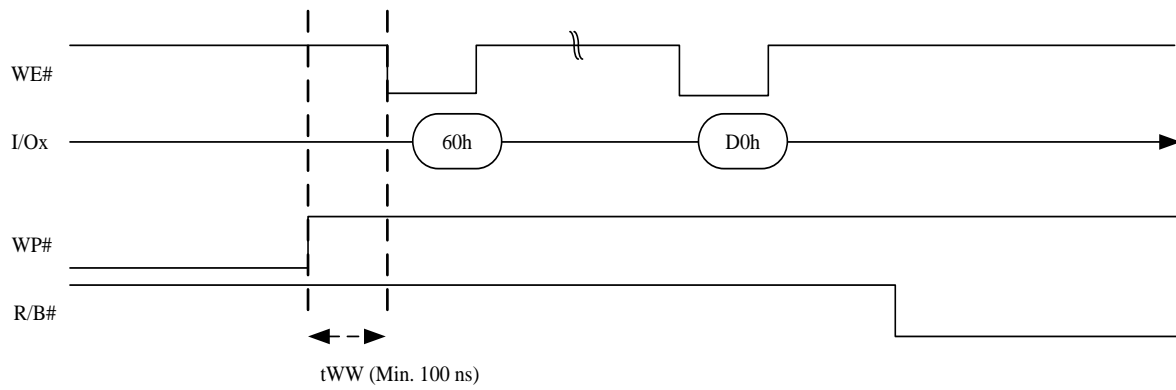 WE#
I/Ox
60h
D0h
WP#
R/B#
tWW (Min. 100 ns)